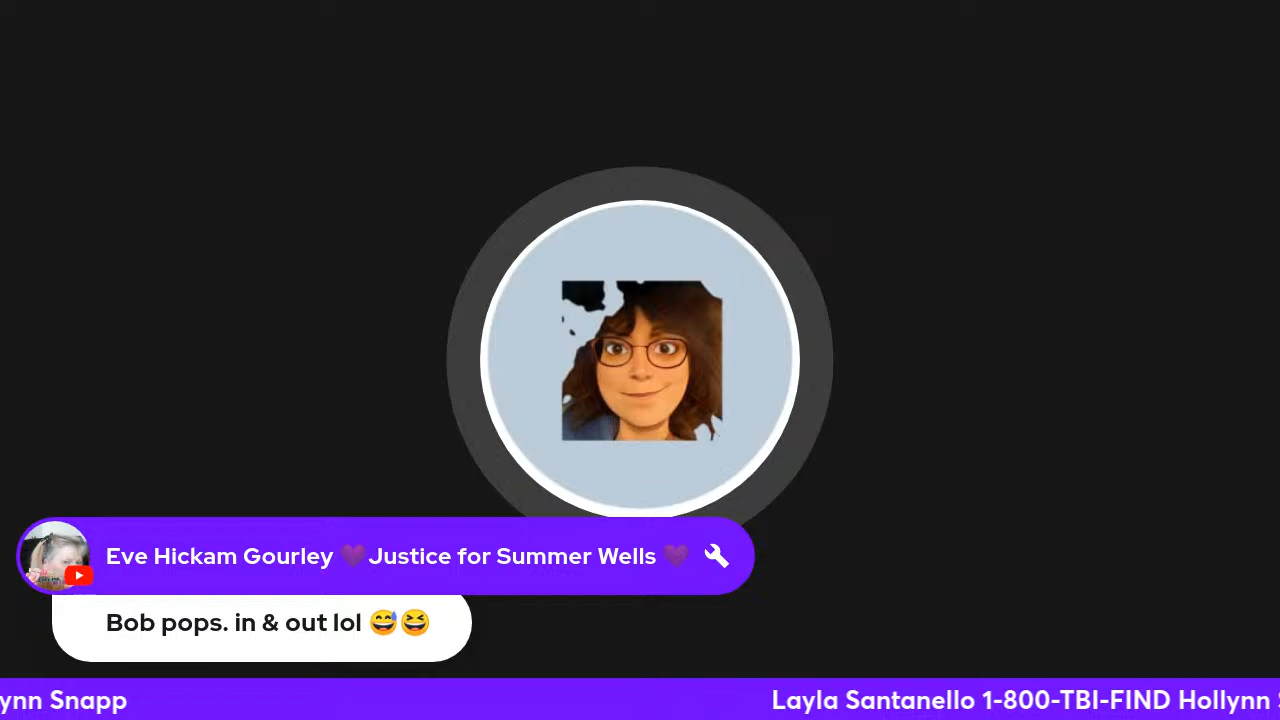 Eve Hickam Gourley 💜Justice for Summer Wells 💜
Bob pops. in & out lol 😅😆
ynn Snapp
Layla Santanello 1-800-TBI-FIND Hollynn